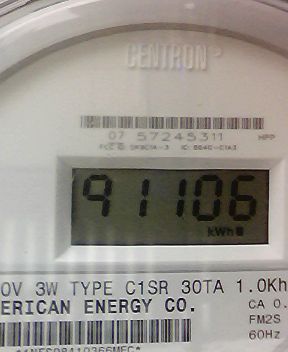 CENTRON®
07 57245311 HPP
91106
kWh
0V 3W TYPE C1SR 30TA 1.0Kh
ERICAN ENERGY CO.
CA 0.
FM2S
60Hz